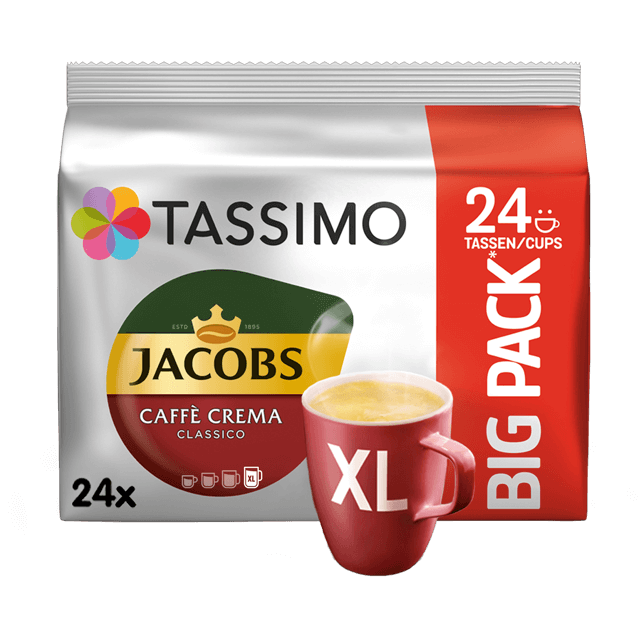 TASSIMO
24
TASSEN/CUPS
BIG PACK*
ESTD 1895
JACOBS
CAFFÈ CREMA
CLASSICO
XL
24x
XL